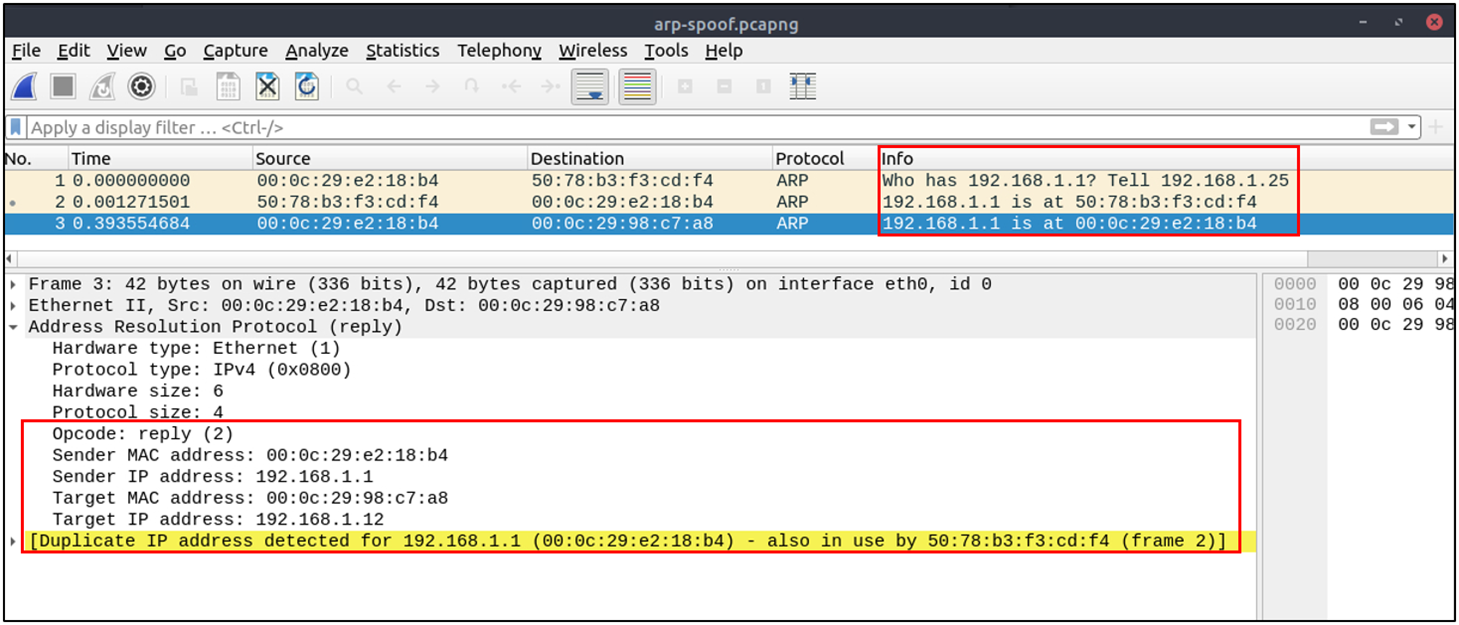 arp-spoof.pcapng
File Edit View Go Capture Analyze Statistics Telephony Wireless Tools Help
Apply a display filter … <Ctrl-/>
No. Time Source Destination Protocol Info
1 0.000000000 00:0c:29:e2:18:b4 50:78:b3:f3:cd:f4 ARP Who has 192.168.1.1? Tell 192.168.1.25
2 0.001271501 50:78:b3:f3:cd:f4 00:0c:29:e2:18:b4 ARP 192.168.1.1 is at 50:78:b3:f3:cd:f4
3 0.393554684 00:0c:29:e2:18:b4 00:0c:29:98:c7:a8 ARP 192.168.1.1 is at 00:0c:29:e2:18:b4
Frame 3: 42 bytes on wire (336 bits), 42 bytes captured (336 bits) on interface eth0, id 0
Ethernet II, Src: 00:0c:29:e2:18:b4, Dst: 00:0c:29:98:c7:a8
Address Resolution Protocol (reply)
Hardware type: Ethernet (1)
Protocol type: IPv4 (0x0800)
Hardware size: 6
Protocol size: 4
Opcode: reply (2)
Sender MAC address: 00:0c:29:e2:18:b4
Sender IP address: 192.168.1.1
Target MAC address: 00:0c:29:98:c7:a8
Target IP address: 192.168.1.12
[Duplicate IP address detected for 192.168.1.1 (00:0c:29:e2:18:b4) - also in use by 50:78:b3:f3:cd:f4 (frame 2)]
0000 00 0c 29 98
0010 08 00 06 04
0020 00 0c 29 98